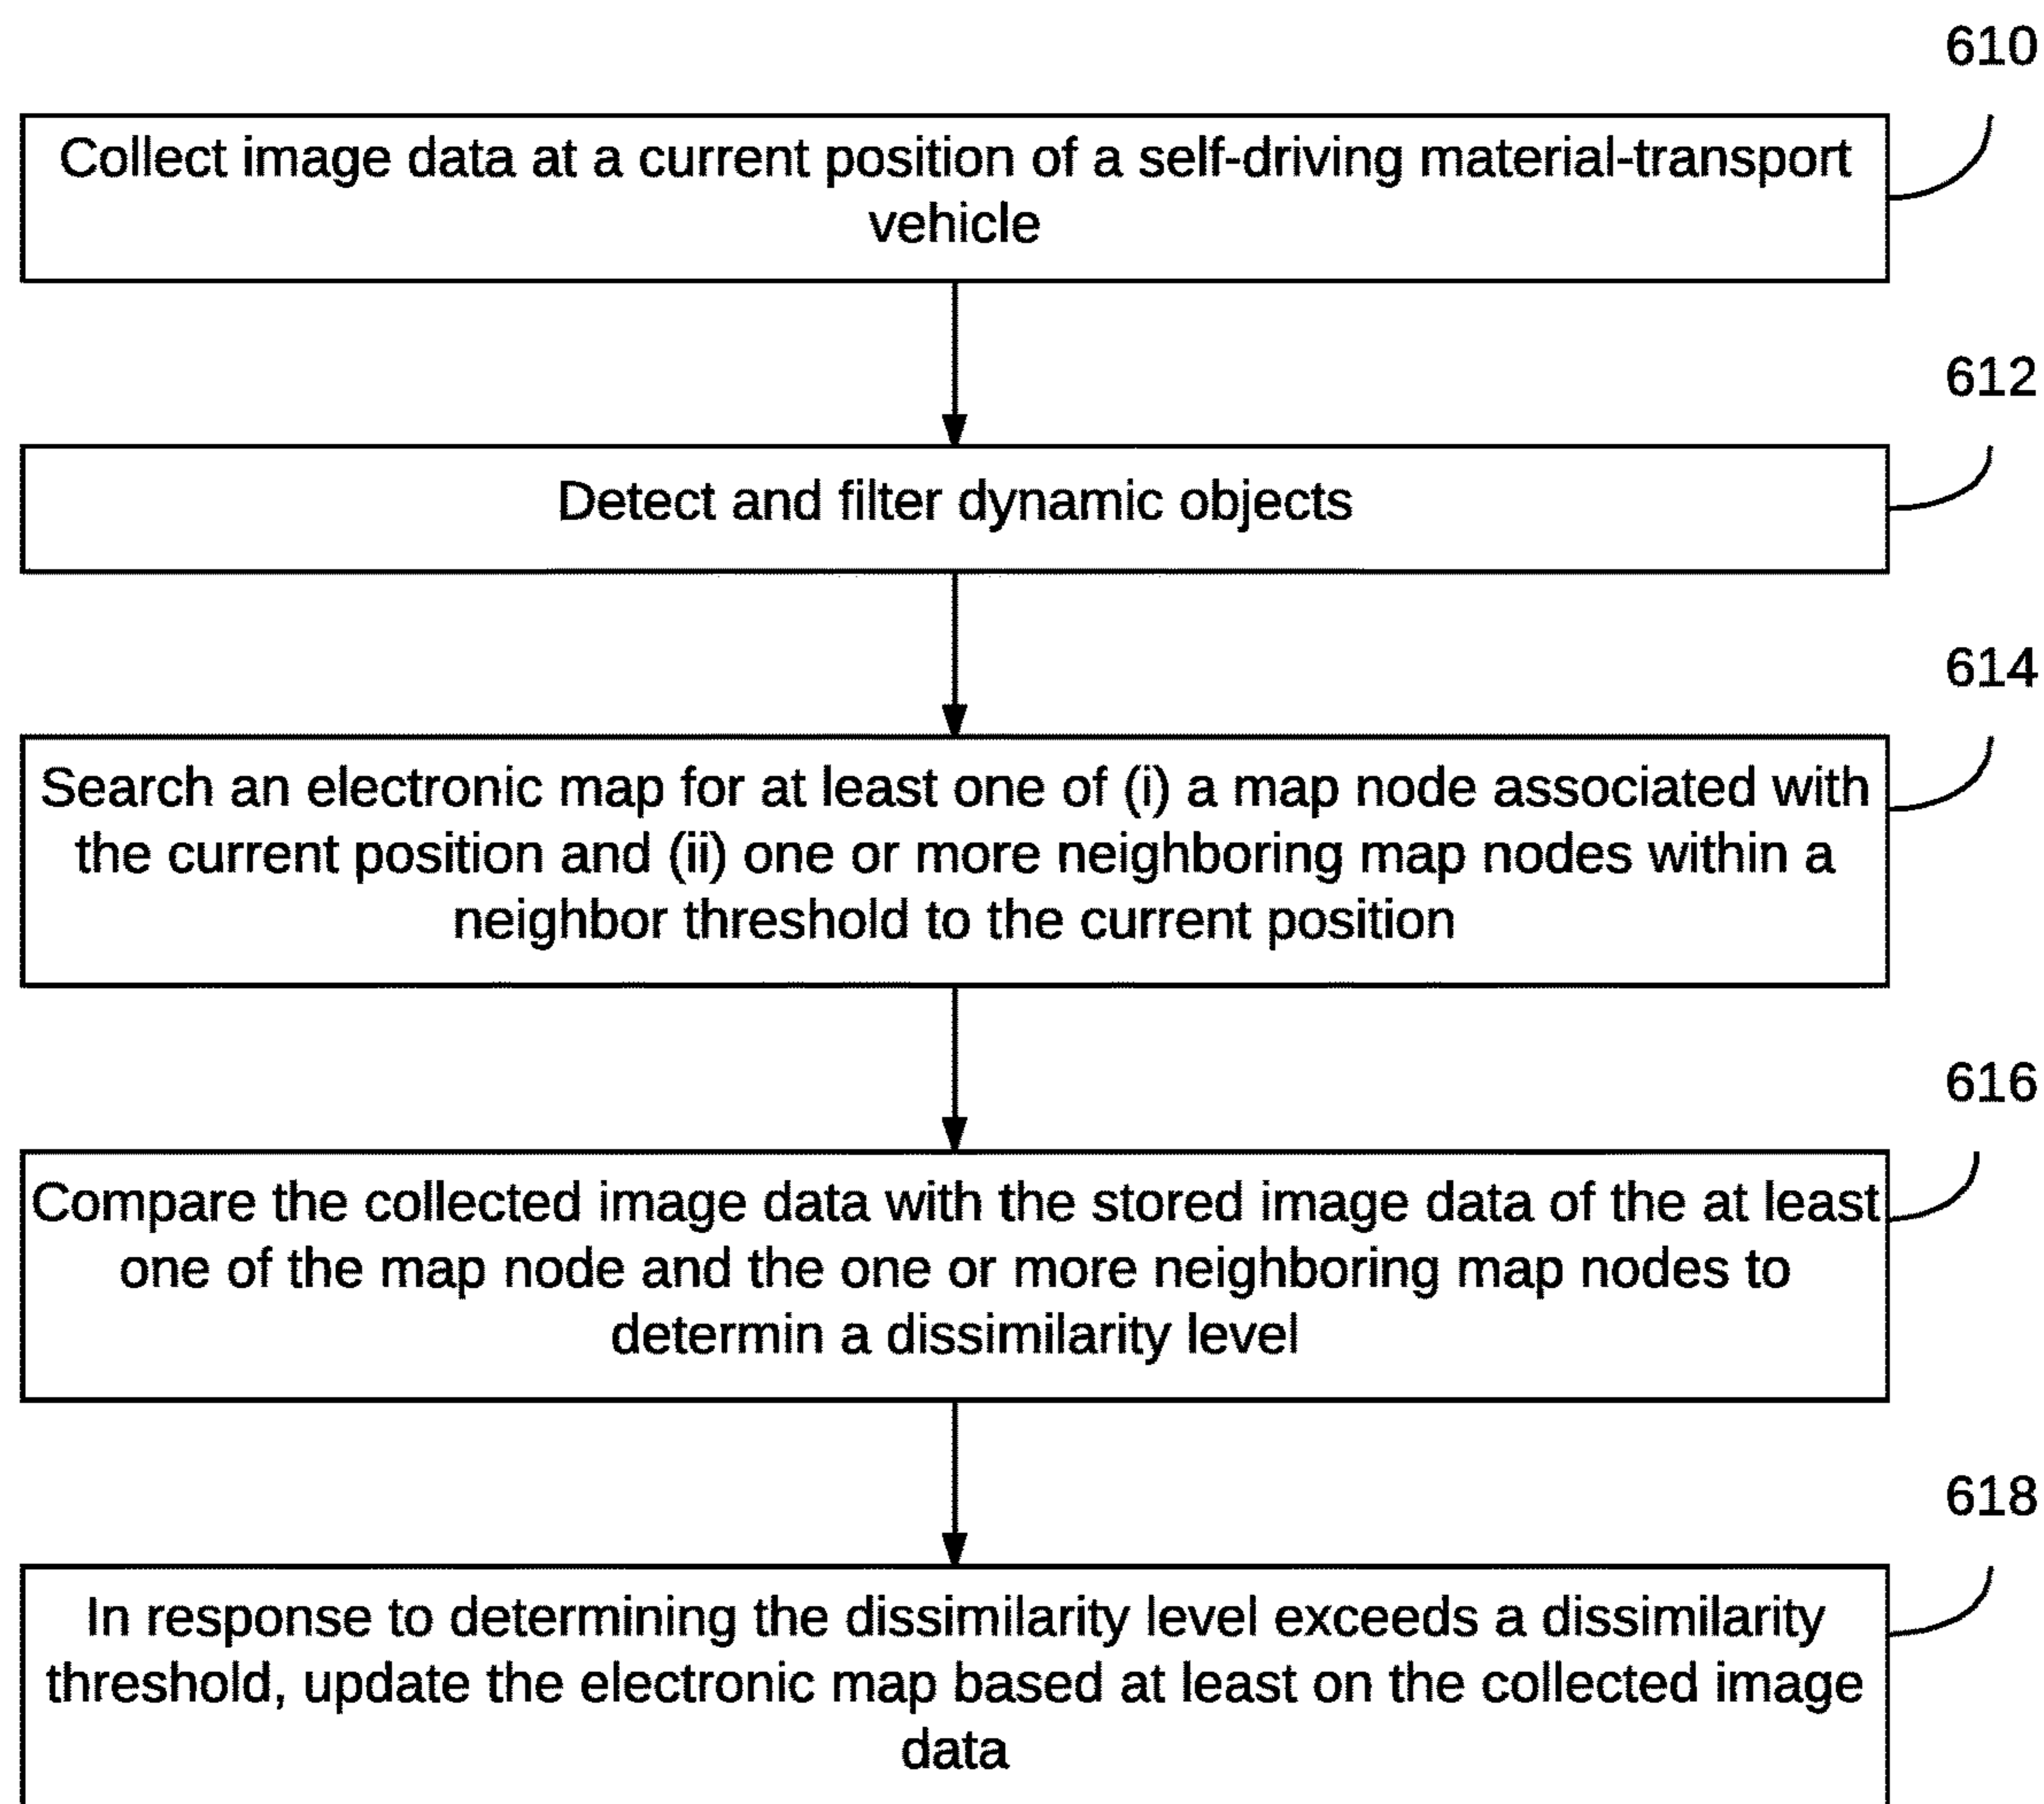 610
Collect image data at a current position of a self-driving material-transport
vehicle
612
Detect and filter dynamic objects
614
Search an electronic map for at least one of (i) a map node associated with
the current position and (ii) one or more neighboring map nodes within a
neighbor threshold to the current position
616
Compare the collected image data with the stored image data of the at least
one of the map node and the one or more neighboring map nodes to
determin a dissimilarity level
618
In response to determining the dissimilarity level exceeds a dissimilarity
threshold, update the electronic map based at least on the collected image
data